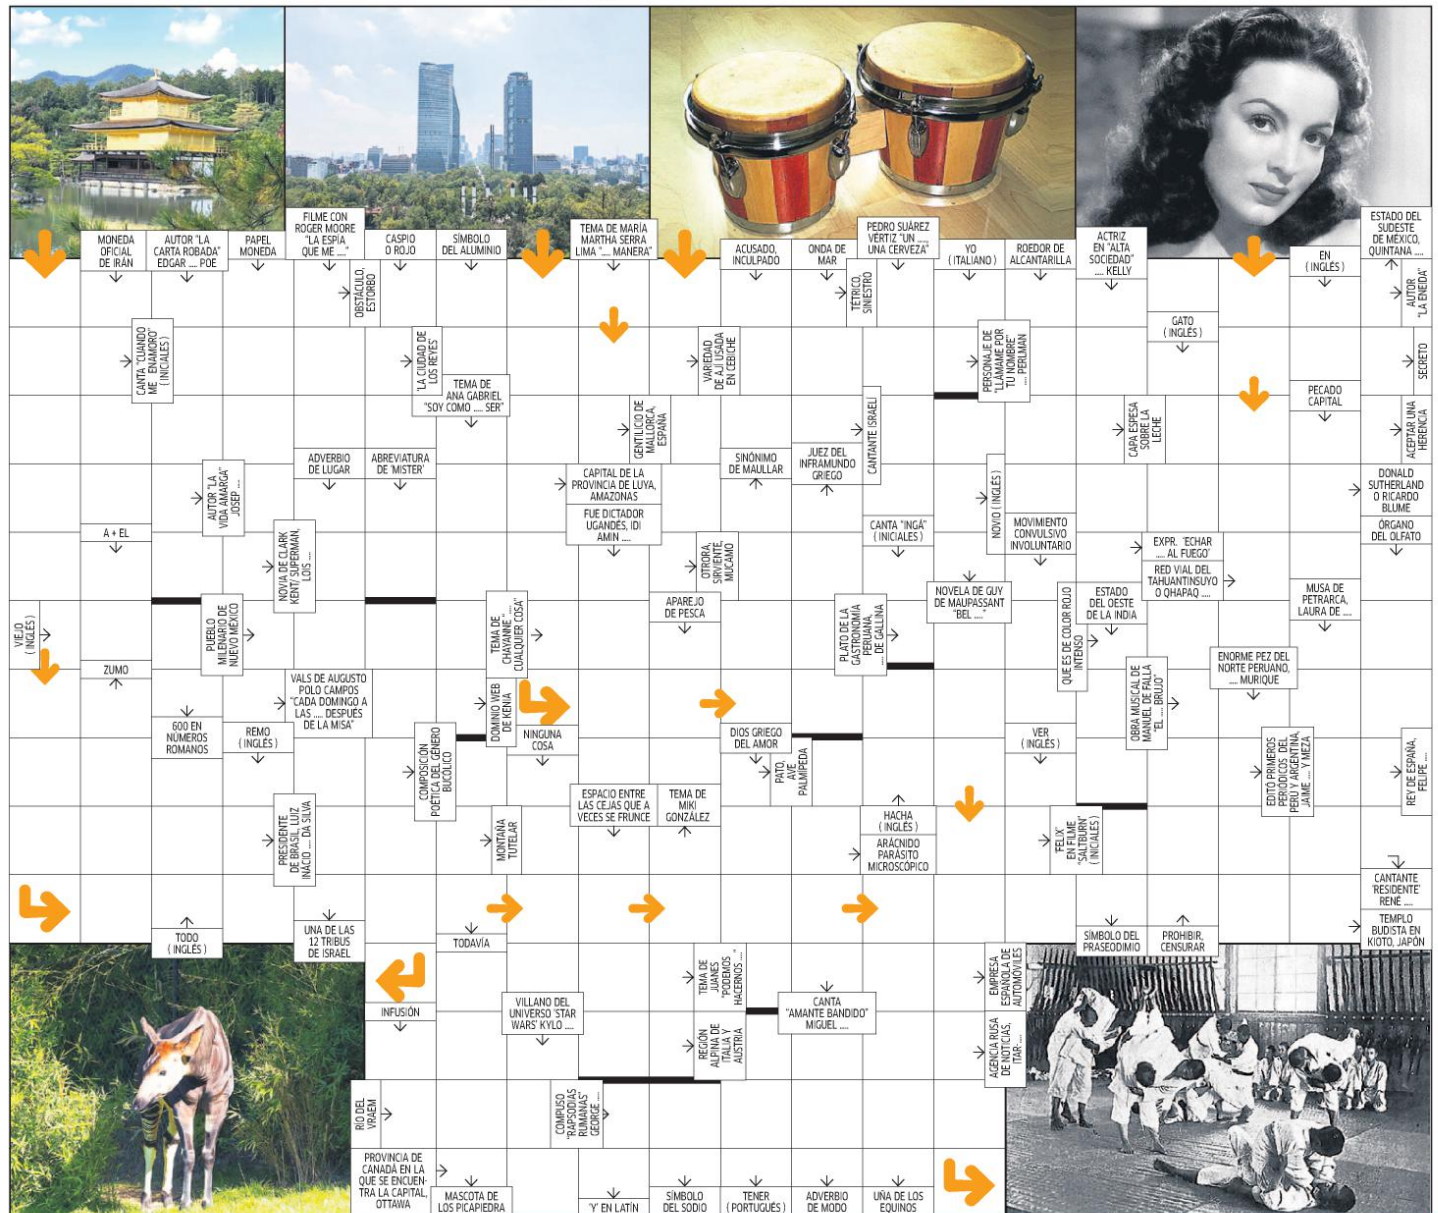 FILME CON
ROGER MOORE
"LA ESPÍA
QUE ME ...."
TEMA DE MARÍA
MARTHA SERRA
LIMA ".... MANERA"
PEDRO SUÁREZ
VÉRTIZ "UN ....,
UNA CERVEZA"
ESTADO DEL
SUDESTE
DE MÉXICO,
QUINTANA ....
MONEDA
OFICIAL
DE IRÁN
AUTOR "LA
CARTA ROBADA"
EDGAR .... POE
PAPEL
MONEDA
CASPIO
O ROJO
SÍMBOLO
DEL ALUMINIO
ACUSADO,
INCULPADO
ONDA DE
MAR
YO
(ITALIANO)
ROEDOR DE
ALCANTARILLA
ACTRIZ
EN "ALTA
SOCIEDAD"
.... KELLY
EN
(INGLÉS)
OBSTÁCULO,
ESTORBO
TÉTRICO,
SINIESTRO
AUTOR
"LA ENEIDA"
CANTA "CUANDO
ME ENAMORO"
(INICIALES)
'LA CIUDAD DE
LOS REYES'
VARIEDAD
DE AJÍ USADA
EN CEBICHE
PERSONAJE DE
"LLÁMAME POR
TU NOMBRE"
.... PERLMAN
GATO
(INGLÉS)
SECRETO
TEMA DE
ANA GABRIEL
"SOY COMO .... SER"
GENTILICIO DE
MALLORCA,
ESPAÑA
CANTANTE ISRAELÍ
CAPA ESPESA
SOBRE LA
LECHE
PECADO
CAPITAL
ACEPTAR UNA
HERENCIA
AUTOR "LA
VIDA AMARGA"
JOSEP ....
ADVERBIO
DE LUGAR
ABREVIATURA
DE 'MISTER'
CAPITAL DE LA
PROVINCIA DE LUYA,
AMAZONAS
FUE DICTADOR
UGANDÉS, IDI
AMIN ....
SINÓNIMO
DE MAULLAR
JUEZ DEL
INFRAMUNDO
GRIEGO
NOVIO (INGLÉS)
DONALD
SUTHERLAND
O RICARDO
BLUME
ÓRGANO
DEL OLFATO
A + EL
NOVIA DE CLARK
KENT/ SUPERMAN,
LOIS ....
OTRORA,
SIRVIENTE,
MUCAMO
CANTA "INGÁ"
(INICIALES)
MOVIMIENTO
CONVULSIVO
INVOLUNTARIO
EXPR. 'ECHAR
.... AL FUEGO'
RED VIAL DEL
TAHUANTINSUYO
O QHAPAQ ....
VIEJO
(INGLÉS)
PUEBLO
MILENARIO DE
NUEVO MÉXICO
TEMA DE
CHAYANNE "....
CUALQUIER COSA"
APAREJO
DE PESCA
PLATO DE LA
GASTRONOMÍA
PERUANA,
.... DE GALLINA
NOVELA DE GUY
DE MAUPASSANT
"BEL ...."
QUE ES DE COLOR ROJO
INTENSO
ESTADO
DEL OESTE
DE LA INDIA
MUSA DE
PETRARCA,
LAURA DE ....
ZUMO
VALS DE AUGUSTO
POLO CAMPOS
"CADA DOMINGO A
LAS .... DESPUÉS
DE LA MISA"
DOMINIO WEB
DE KENIA
OBRA MUSICAL DE
MANUEL DE FALLA
"EL .... BRUJO"
ENORME PEZ DEL
NORTE PERUANO,
.... MURIQUE
600 EN
NÚMEROS
ROMANOS
REMO
(INGLÉS)
COMPOSICIÓN
POÉTICA DEL GÉNERO
BUCÓLICO
NINGUNA
COSA
DIOS GRIEGO
DEL AMOR
PATO,
AVE
PALMÍPEDA
VER
(INGLÉS)
EDITÓ PRIMEROS
PERIÓDICOS DEL
PERÚ Y ARGENTINA,
JAIME .... Y MEZA
REY DE ESPAÑA,
FELIPE ....
PRESIDENTE
DE BRASIL, LUIZ
INÁCIO .... DA SILVA
MONTAÑA
TUTELAR
ESPACIO ENTRE
LAS CEJAS QUE A
VECES SE FRUNCE
TEMA DE
MIKI
GONZÁLEZ
HACHA
(INGLÉS)
ARÁCNIDO
PARÁSITO
MICROSCÓPICO
'FELIX'
EN FILME
"SALTBURN"
(INICIALES)
CANTANTE
'RESIDENTE'
RENÉ ....
TEMPLO
BUDISTA EN
KIOTO, JAPÓN
TODO
(INGLÉS)
UNA DE LAS
12 TRIBUS
DE ISRAEL
TODAVÍA
SÍMBOLO DEL
PRASEODIMIO
PROHIBIR,
CENSURAR
INFUSIÓN
VILLANO DEL
UNIVERSO 'STAR
WARS' KYLO ....
TEMA DE
JUANES
"PODEMOS
HACERNOS ...."
REGIÓN
ALPINA DE
ITALIA Y
AUSTRIA
CANTA
"AMANTE BANDIDO"
MIGUEL ....
EMPRESA
ESPAÑOLA DE
AUTOMÓVILES
AGENCIA RUSA
DE NOTICIAS,
ITAR-....
RÍO DEL
VRAEM
COMPUSO
"RAPSODIAS
RUMANAS"
GEORGE ....
PROVINCIA DE
CANADÁ EN LA
QUE SE ENCUEN-
TRA LA CAPITAL,
OTTAWA
MASCOTA DE
LOS PICAPIEDRA
'Y' EN LATÍN
SÍMBOLO
DEL SODIO
TENER
(PORTUGUÉS)
ADVERBIO
DE MODO
UÑA DE LOS
EQUINOS